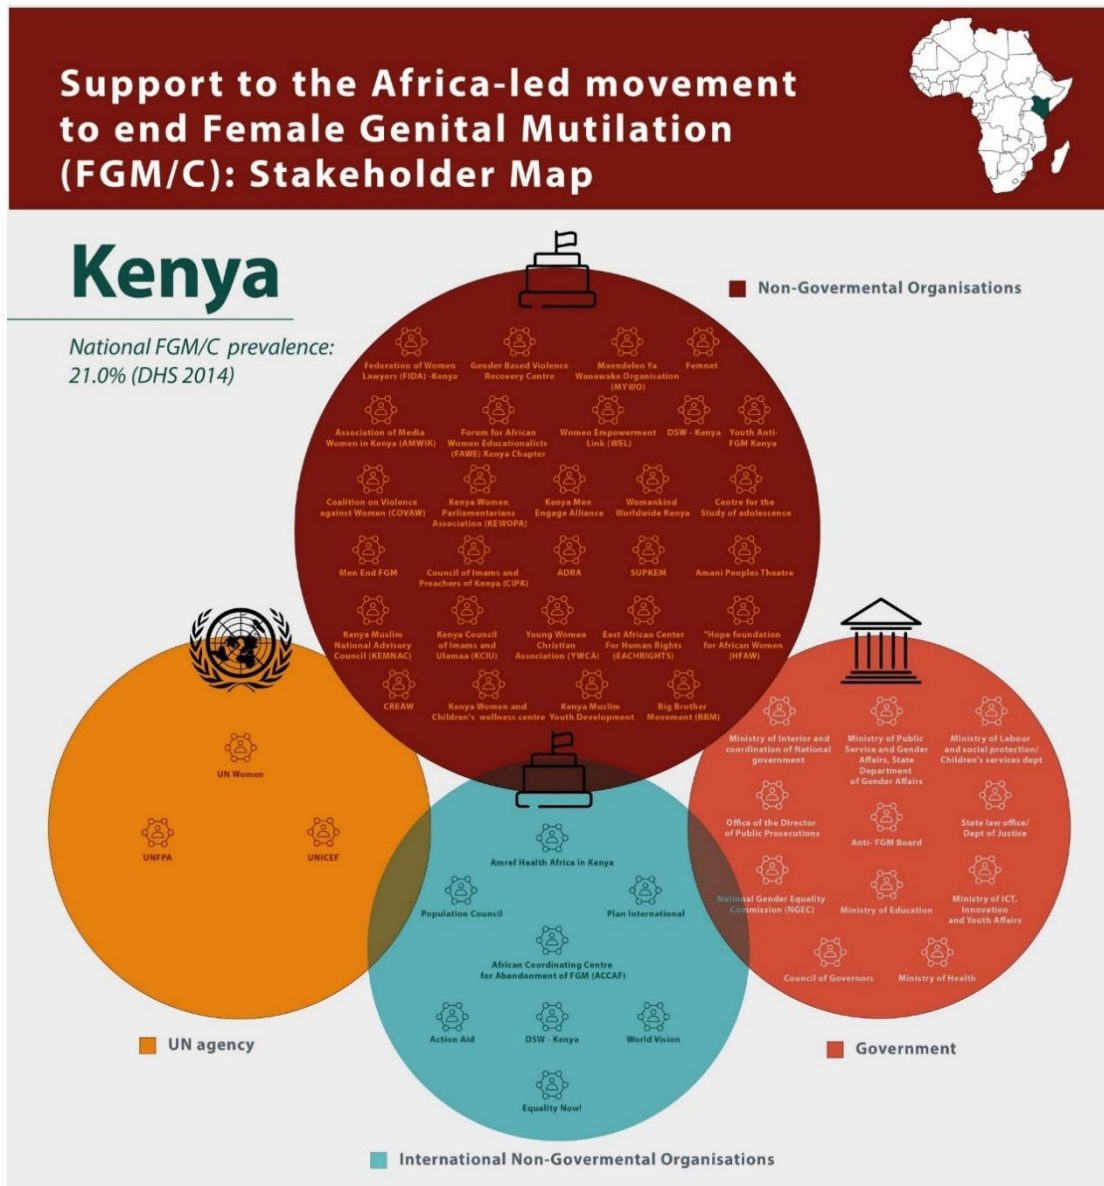 Support to the Africa-led movement
to end Female Genital Mutilation
(FGM/C): Stakeholder Map
Kenya
National FGM/C prevalence:
21.0% (DHS 2014)
Non-Govermental Organisations
Federation of Women
Lawyers (FIDA) -Kenya
Gender Based Violence
Recovery Centre
Maendeleo Ya
Wanawake Organisation
(MYWO)
Femnet
Association of Media
Women in Kenya (AMWIK)
Forum for African
Women Educationalists
(FAWE) Kenya Chapter
Women Empowerment
Link (WEL)
DSW - Kenya
Youth Anti-
FGM Kenya
Coalition on Violence
against Women (COVAW)
Kenya Women
Parliamentarians
Association (KEWOPA)
Kenya Men
Engage Alliance
Womankind
Worldwide Kenya
Centre for the
Study of adolescence
Men End FGM
Council of Imams and
Preachers of Kenya (CIPK)
ADRA
SUPKEM
Amani Peoples Theatre
Kenya Muslim
National Advisory
Council (KEMNAC)
Kenya Council
of Imams and
Ulamaa (KCIU)
Young Women
Christian
Association (YWCA)
East African Center
For Human Rights
(EACHRIGHTS)
"Hope foundation
for African Women
(HFAW)
CREAW
Kenya Women and
Children's wellness centre
Kenya Muslim
Youth Development
Big Brother
Movement (BBM)
UN Women
UNFPA
UNICEF
UN agency
Ministry of Interior and
coordination of National
government
Ministry of Public
Service and Gender
Affairs, State
Department
of Gender Affairs
Ministry of Labour
and social protection/
Children's services dept
Office of the Director
of Public Prosecutions
Anti- FGM Board
State law office/
Dept of Justice
National Gender Equality
Commission (NGEC)
Ministry of Education
Ministry of ICT,
Innovation
and Youth Affairs
Council of Governors
Ministry of Health
Government
Amref Health Africa in Kenya
Population Council
Plan International
African Coordinating Centre
for Abandonment of FGM (ACCAF)
Action Aid
DSW - Kenya
World Vision
Equality Now!
International Non-Govermental Organisations